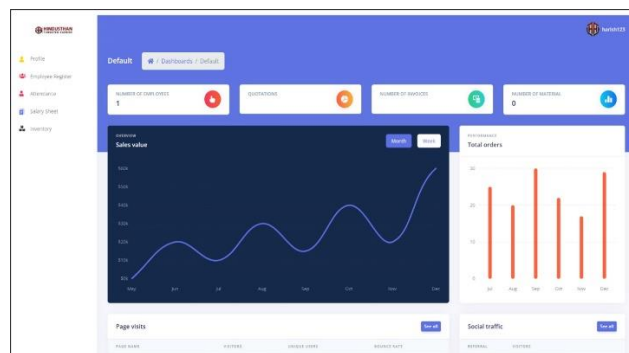 HINDUSTHAN
harish123
Profile
Employee Register
Attendance
Salary Sheet
Inventory
Default
/ Dashboards / Default
NUMBER OF EMPLOYEES
1
QUOTATIONS
NUMBER OF INVOICES
NUMBER OF MATERIAL
0
OVERVIEW
Sales value
Month
Week
$60k
$50k
$40k
$30k
$20k
$10k
$0k
May
Jun
Jul
Aug
Sep
Oct
Nov
Dec
PERFORMANCE
Total orders
30
20
10
0
Jul
Aug
Sep
Oct
Nov
Dec
Page visits
See all
PAGE NAME
VISITORS
UNIQUE USERS
BOUNCE RATE
Social traffic
See all
REFERRAL
VISITORS